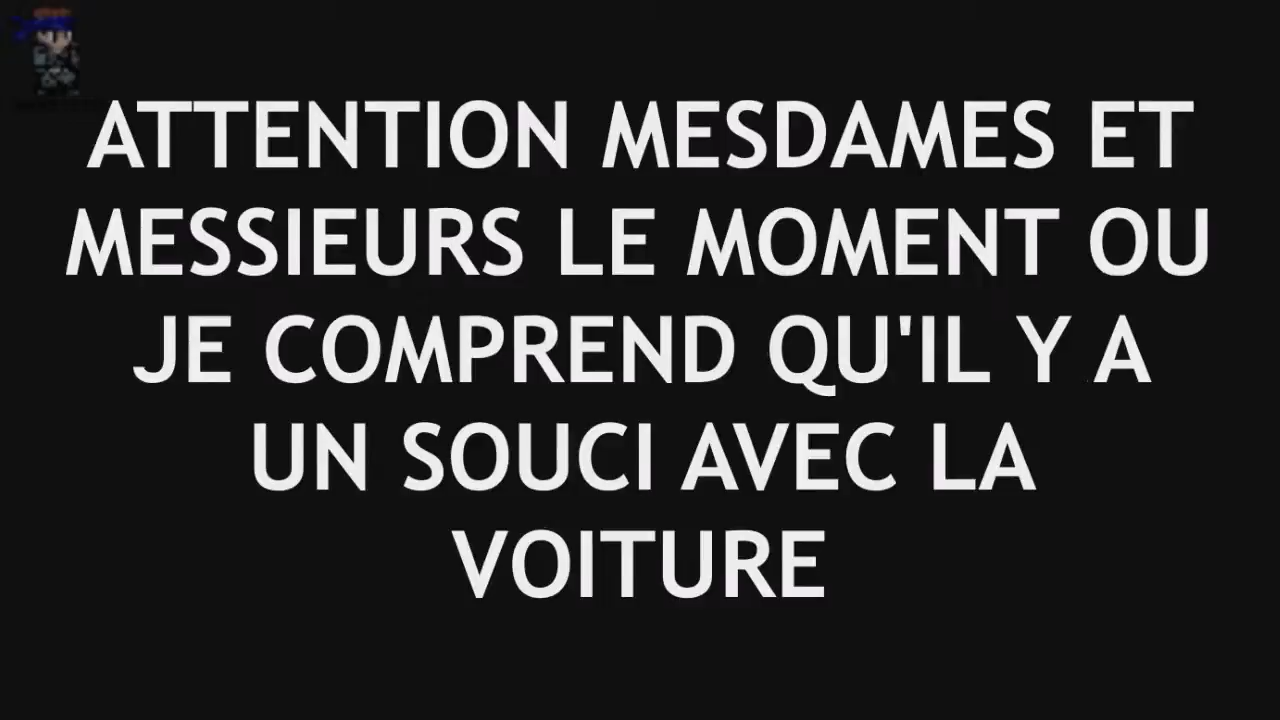 ATTENTION MESDAMES ET
MESSIEURS LE MOMENT OU
JE COMPREND QU'IL Y A
UN SOUCI AVEC LA
VOITURE